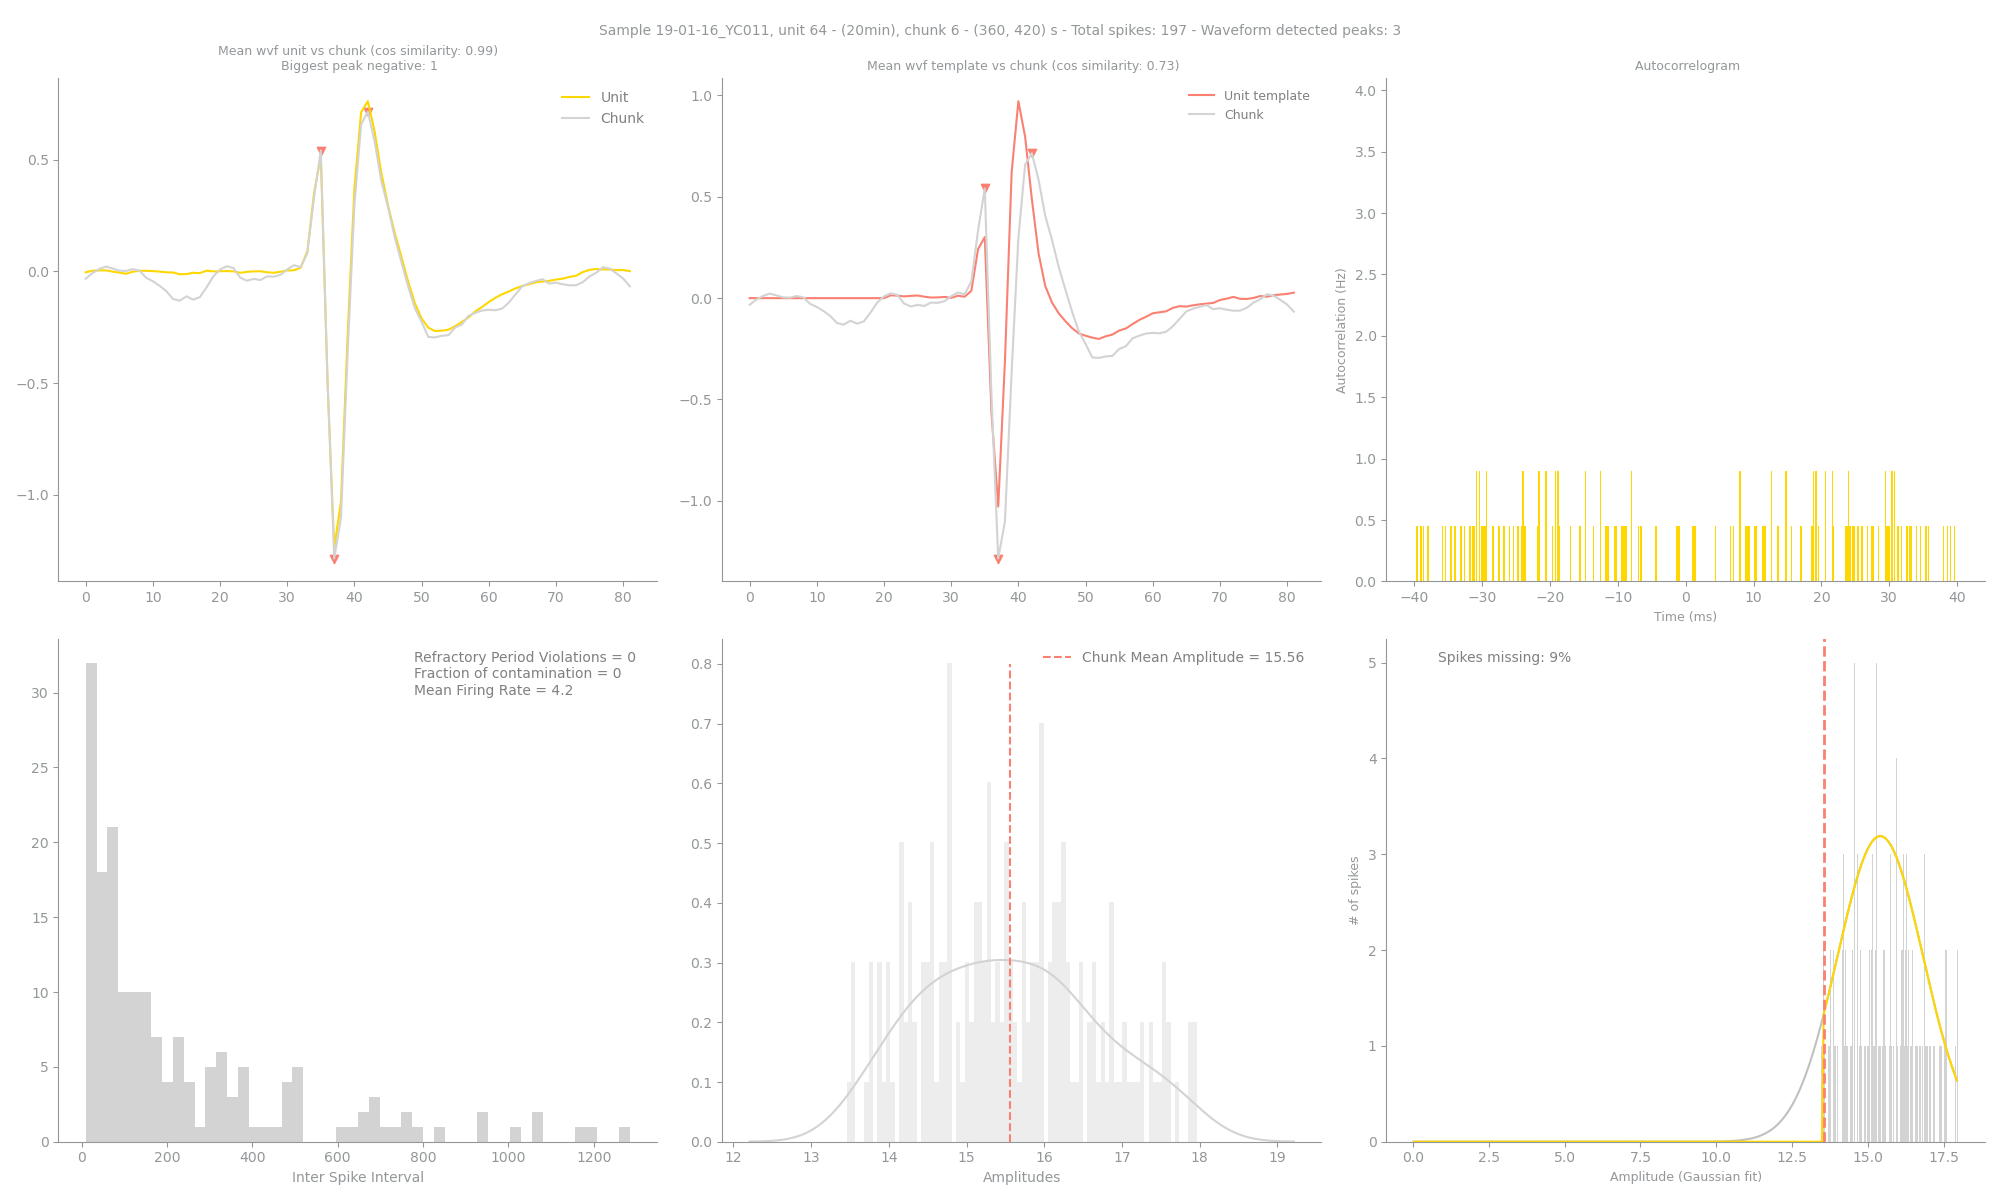 Sample 19-01-16_YC011, unit 64 - (20min), chunk 6 - (360, 420) s - Total spikes: 197 - Waveform detected peaks: 3
Mean wvf unit vs chunk (cos similarity: 0.99)
Biggest peak negative: 1
Unit
Chunk
0.5
0.0
−0.5
−1.0
0 10 20 30 40 50 60 70 80
Mean wvf template vs chunk (cos similarity: 0.73)
Unit template
Chunk
1.0
0.5
0.0
−0.5
−1.0
0 10 20 30 40 50 60 70 80
Autocorrelogram
Autocorrelation (Hz)
4.0
3.5
3.0
2.5
2.0
1.5
1.0
0.5
0.0
−40 −30 −20 −10 0 10 20 30 40
Time (ms)
Refractory Period Violations = 0
Fraction of contamination = 0
Mean Firing Rate = 4.2
30
25
20
15
10
5
0
0 200 400 600 800 1000 1200
Inter Spike Interval
Chunk Mean Amplitude = 15.56
0.8
0.7
0.6
0.5
0.4
0.3
0.2
0.1
0.0
12 13 14 15 16 17 18 19
Amplitudes
Spikes missing: 9%
# of spikes
5
4
3
2
1
0
0.0 2.5 5.0 7.5 10.0 12.5 15.0 17.5
Amplitude (Gaussian fit)